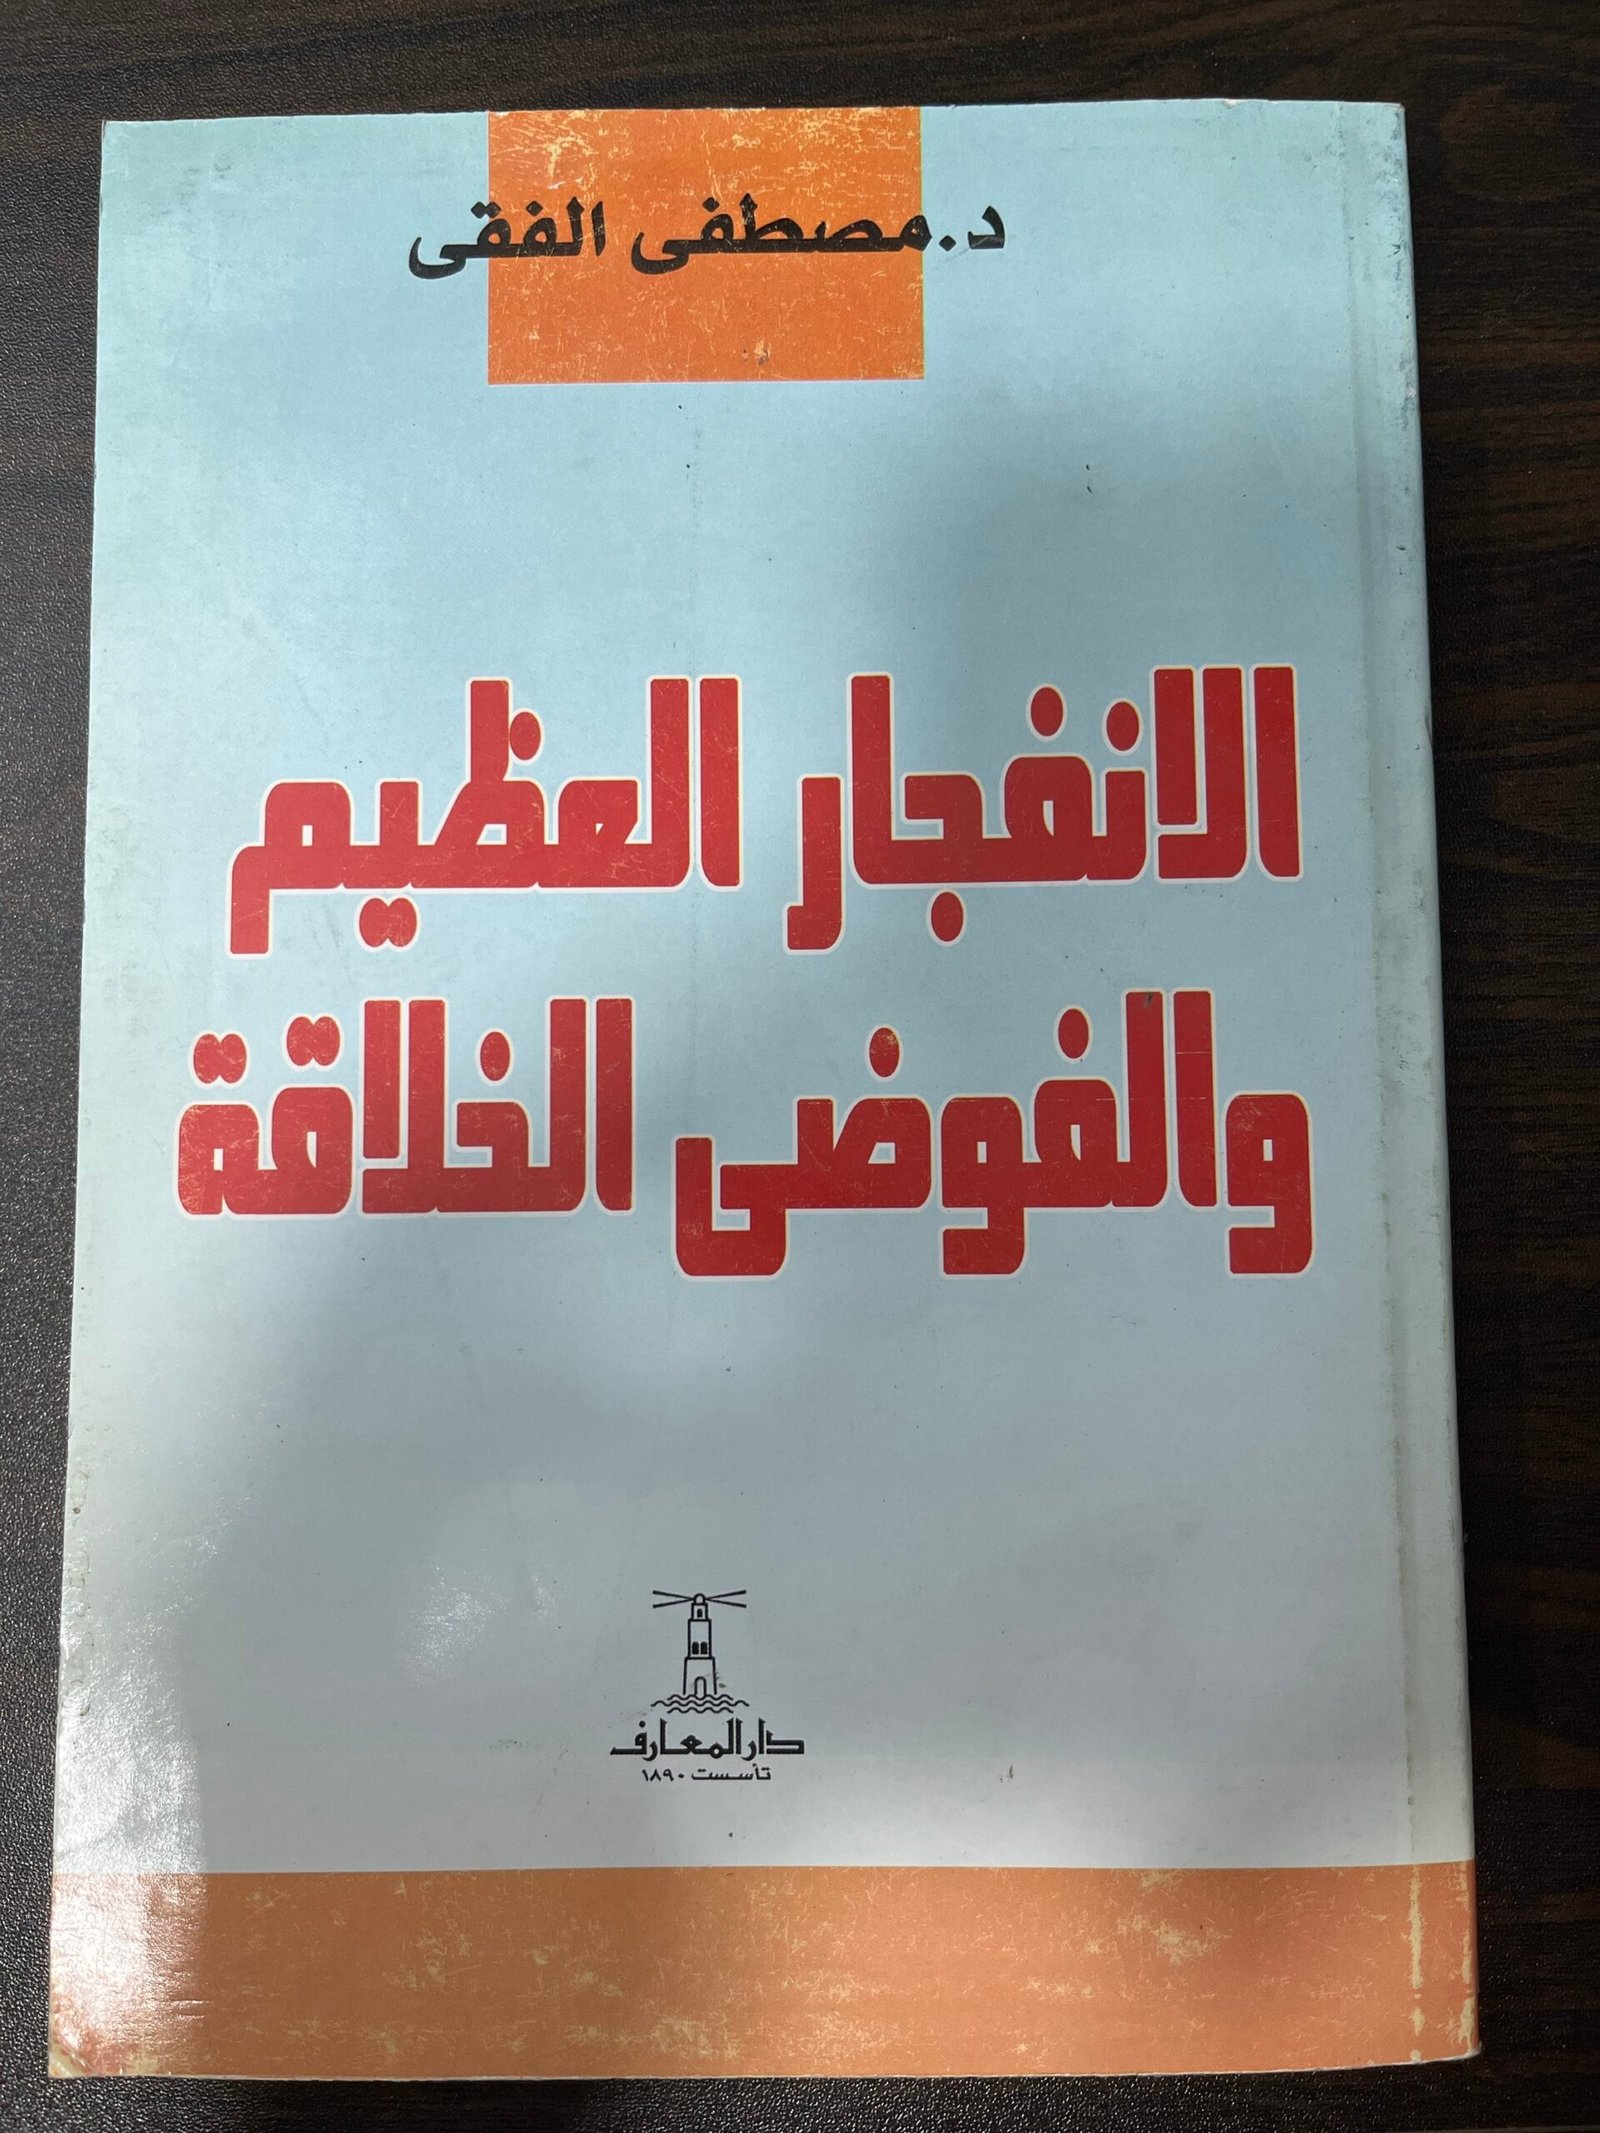 د. مصطفى الفقى
الانفجار العظيم
والفوضى الخلاقة
دار المعارف
تأسست ١٨٩٠